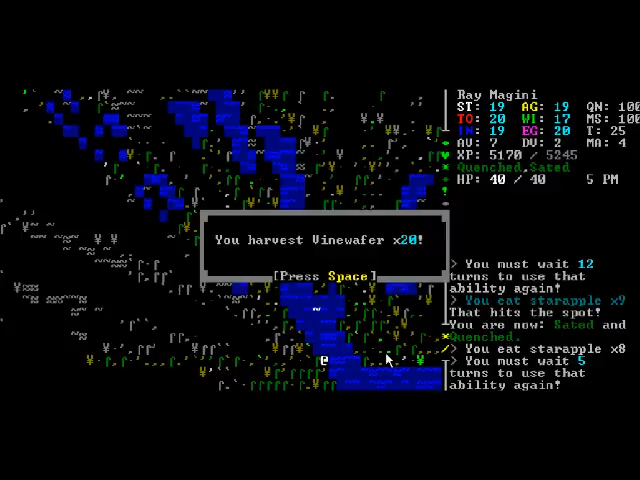 Ray Magini
ST: 19 AG: 19 QN: 100
TO: 20 WI: 17 MS: 100
IN: 19 EG: 20 T: 25
AV: 7 DV: 2 MA: 4
XP: 5170 / 5245
Quenched, Sated
HP: 40 / 40 5 PM
You harvest Vinewafer x20!
[Press Space]
> You must wait 12
turns to use that
ability again!
> You eat starapple x9
That hits the spot!
You are now: Sated and
Quenched.
> You eat starapple x8
> You must wait 5
turns to use that
ability again!